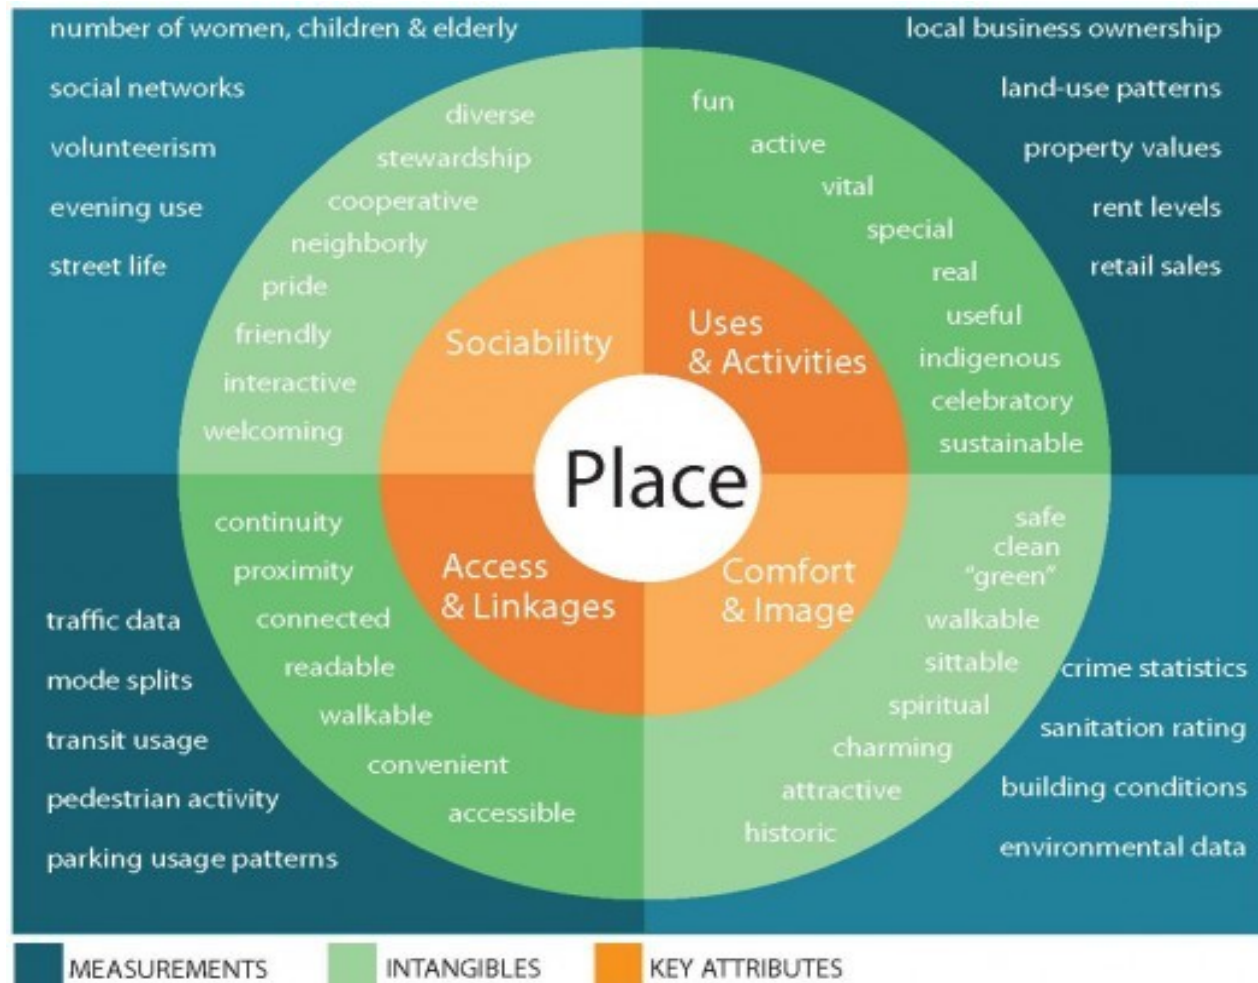 number of women, children & elderly
social networks
volunteerism
evening use
street life
diverse
stewardship
cooperative
neighborly
pride
friendly
interactive
welcoming
Sociability
fun
active
vital
special
real
useful
indigenous
celebratory
sustainable
Uses
& Activities
local business ownership
land-use patterns
property values
rent levels
retail sales
Place
continuity
proximity
connected
readable
walkable
convenient
accessible
Access
& Linkages
traffic data
mode splits
transit usage
pedestrian activity
parking usage patterns
Comfort
& Image
safe
clean
"green"
walkable
sittable
spiritual
charming
attractive
historic
crime statistics
sanitation rating
building conditions
environmental data
MEASUREMENTS
INTANGIBLES
KEY ATTRIBUTES